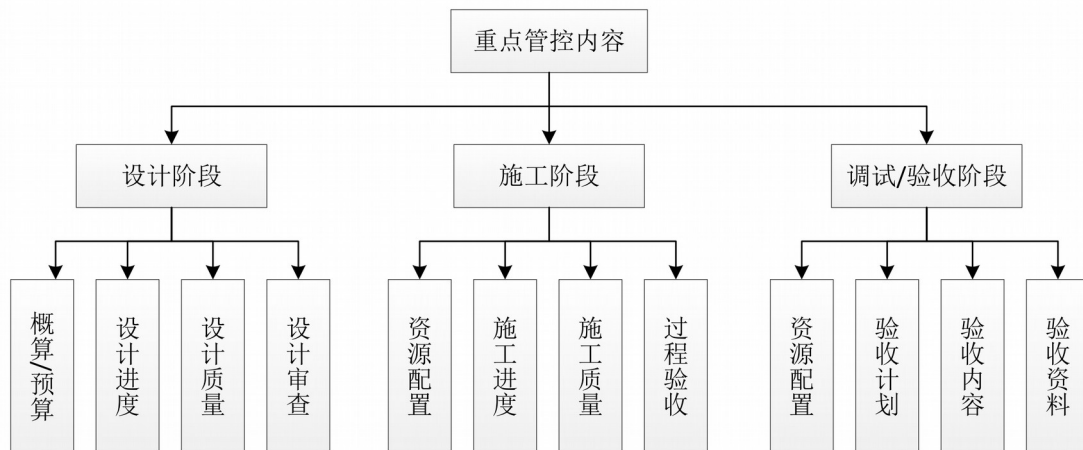 重点管控内容
设计阶段
施工阶段
调试/验收阶段
概算/预算
设计进度
设计质量
设计审查
资源配置
施工进度
施工质量
过程验收
资源配置
验收计划
验收内容
验收资料